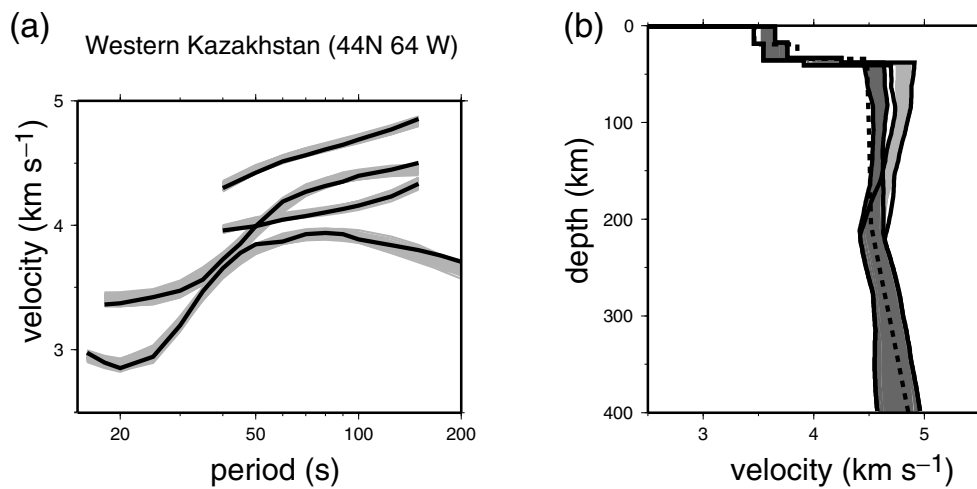 (a)
Western Kazakhstan (44N 64 W)
5
4
3
velocity (km s⁻¹)
20
50
100
200
period (s)
(b)
0
100
200
300
400
depth (km)
3
4
5
velocity (km s⁻¹)